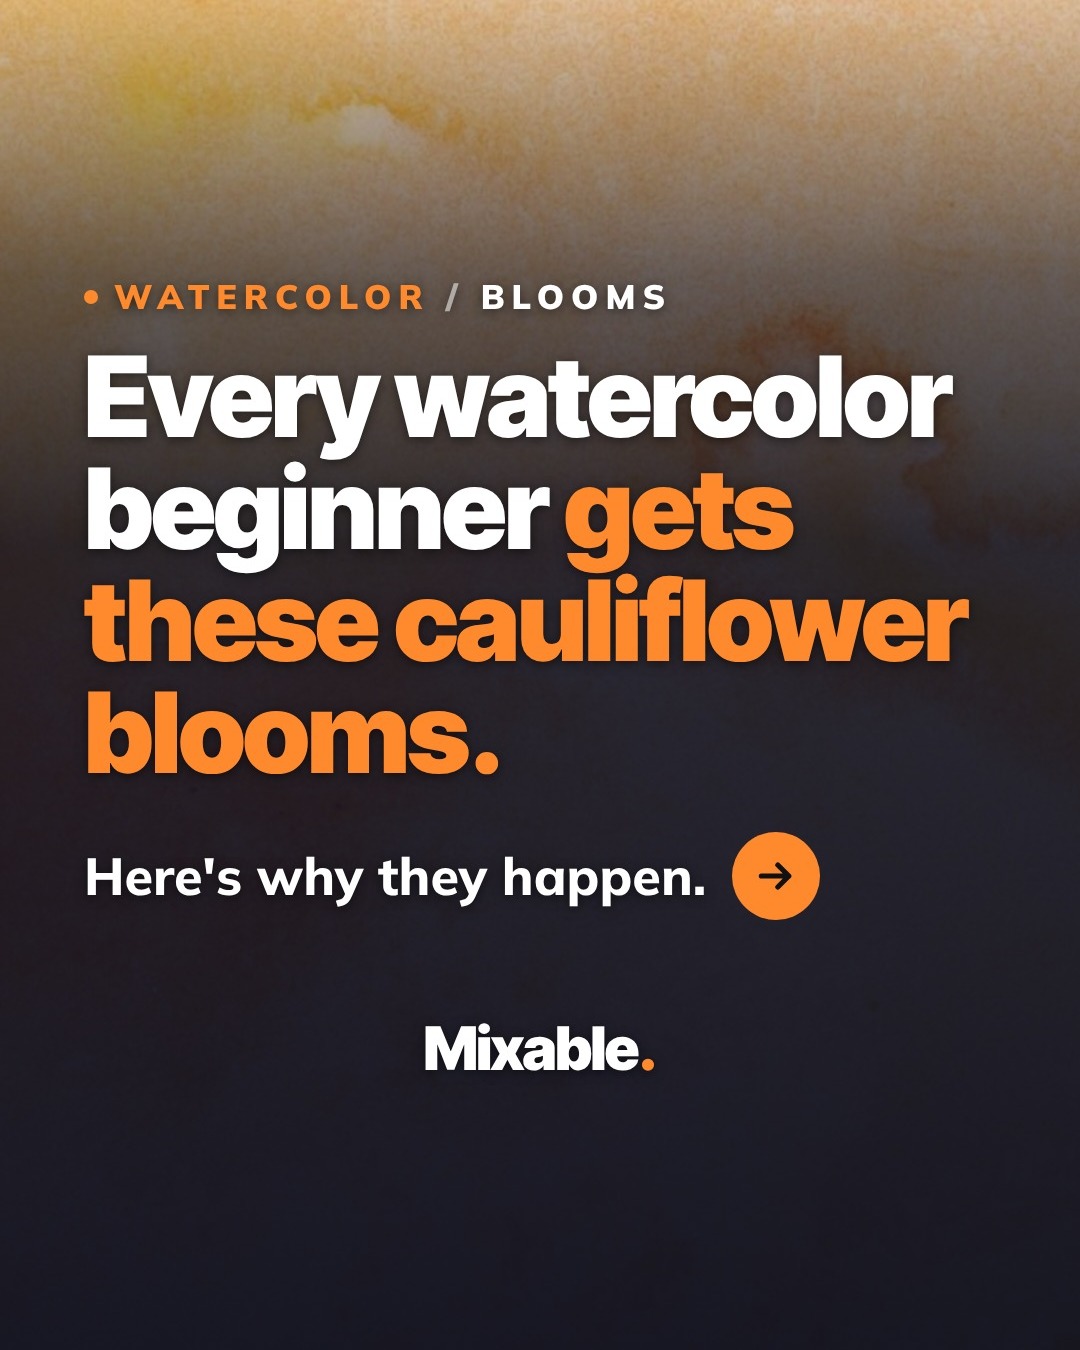 • WATERCOLOR / BLOOMS
Every watercolor
beginner gets
these cauliflower
blooms.
Here's why they happen. →
Mixable.